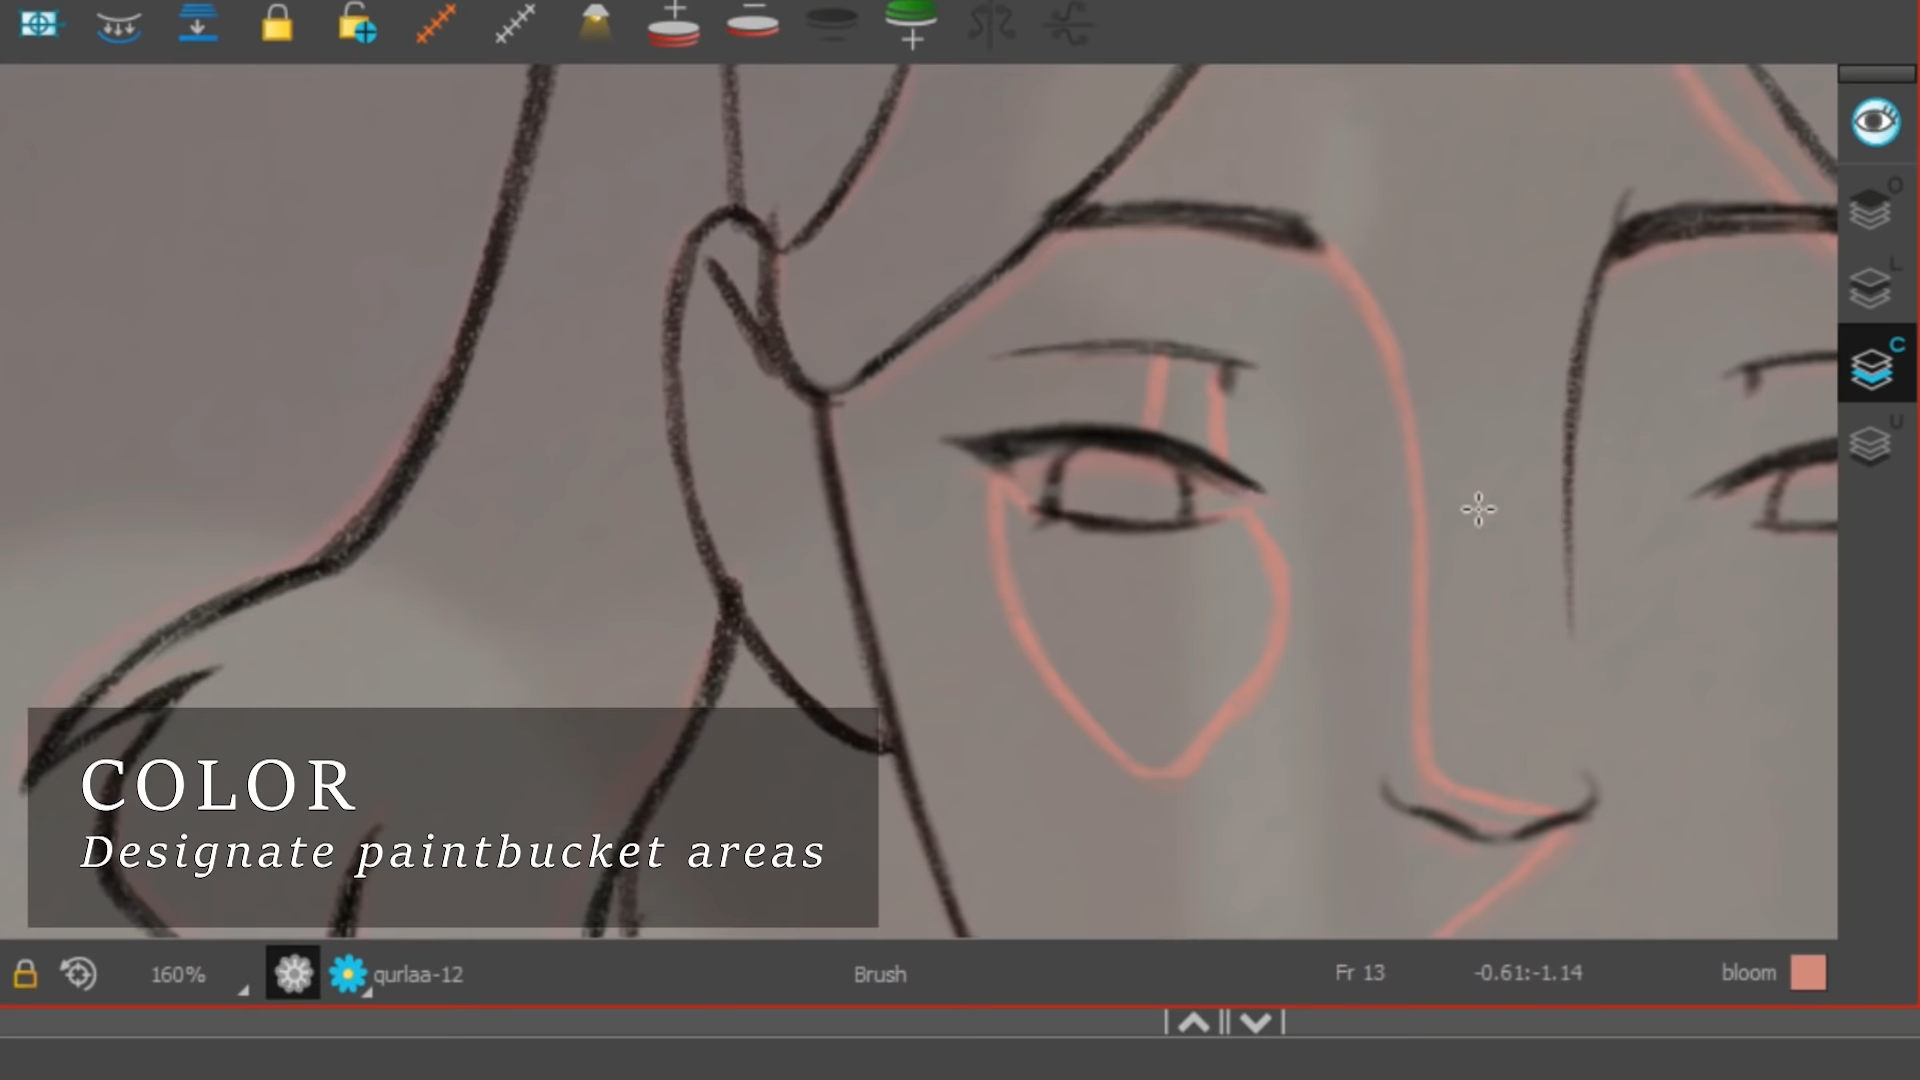 O
L
C
U
COLOR
Designate paintbucket areas
160%
qurlaa-12
Brush
Fr 13
-0.61:-1.14
bloom